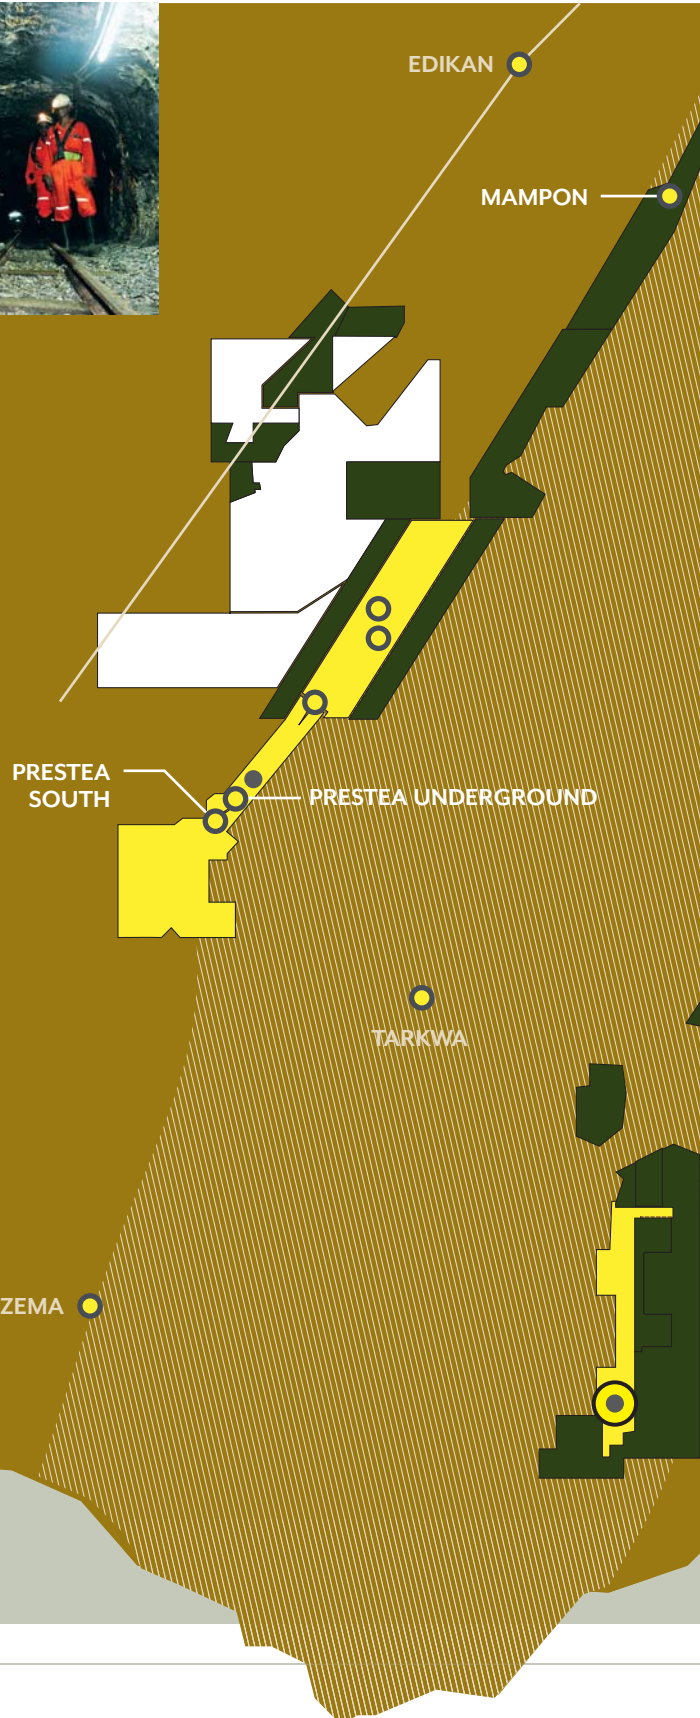 EDIKAN
MAMPON
PRESTEA
SOUTH
PRESTEA UNDERGROUND
TARKWA
ZEMA